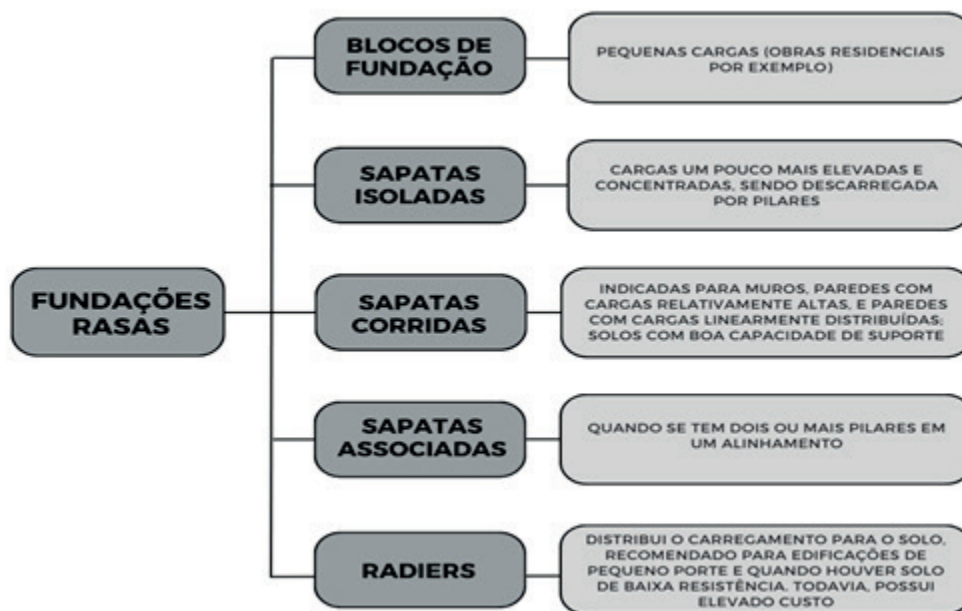 FUNDAÇÕES
RASAS
BLOCOS DE
FUNDAÇÃO
PEQUENAS CARGAS (OBRAS RESIDENCIAIS
POR EXEMPLO)
SAPATAS
ISOLADAS
CARGAS UM POUCO MAIS ELEVADAS E
CONCENTRADAS, SENDO DESCARREGADA
POR PILARES
SAPATAS
CORRIDAS
INDICADAS PARA MUROS, PAREDES COM
CARGAS RELATIVAMENTE ALTAS, E PAREDES
COM CARGAS LINEARMENTE DISTRIBUÍDAS;
SOLOS COM BOA CAPACIDADE DE SUPORTE
SAPATAS
ASSOCIADAS
QUANDO SE TEM DOIS OU MAIS PILARES EM
UM ALINHAMENTO
RADIERS
DISTRIBUI O CARREGAMENTO PARA O SOLO,
RECOMENDADO PARA EDIFICAÇÕES DE
PEQUENO PORTE E QUANDO HOUVER SOLO
DE BAIXA RESISTÊNCIA. TODAVIA, POSSUI
ELEVADO CUSTO